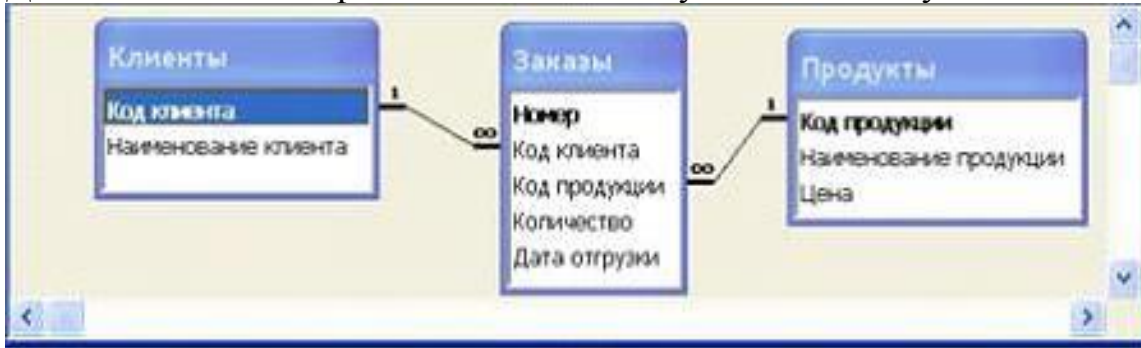 Клиенты
Код клиента
Наименование клиента
1
∞
Заказы
Номер
Код клиента
Код продукции
Количество
Дата отгрузки
∞
1
Продукты
Код продукции
Наименование продукции
Цена